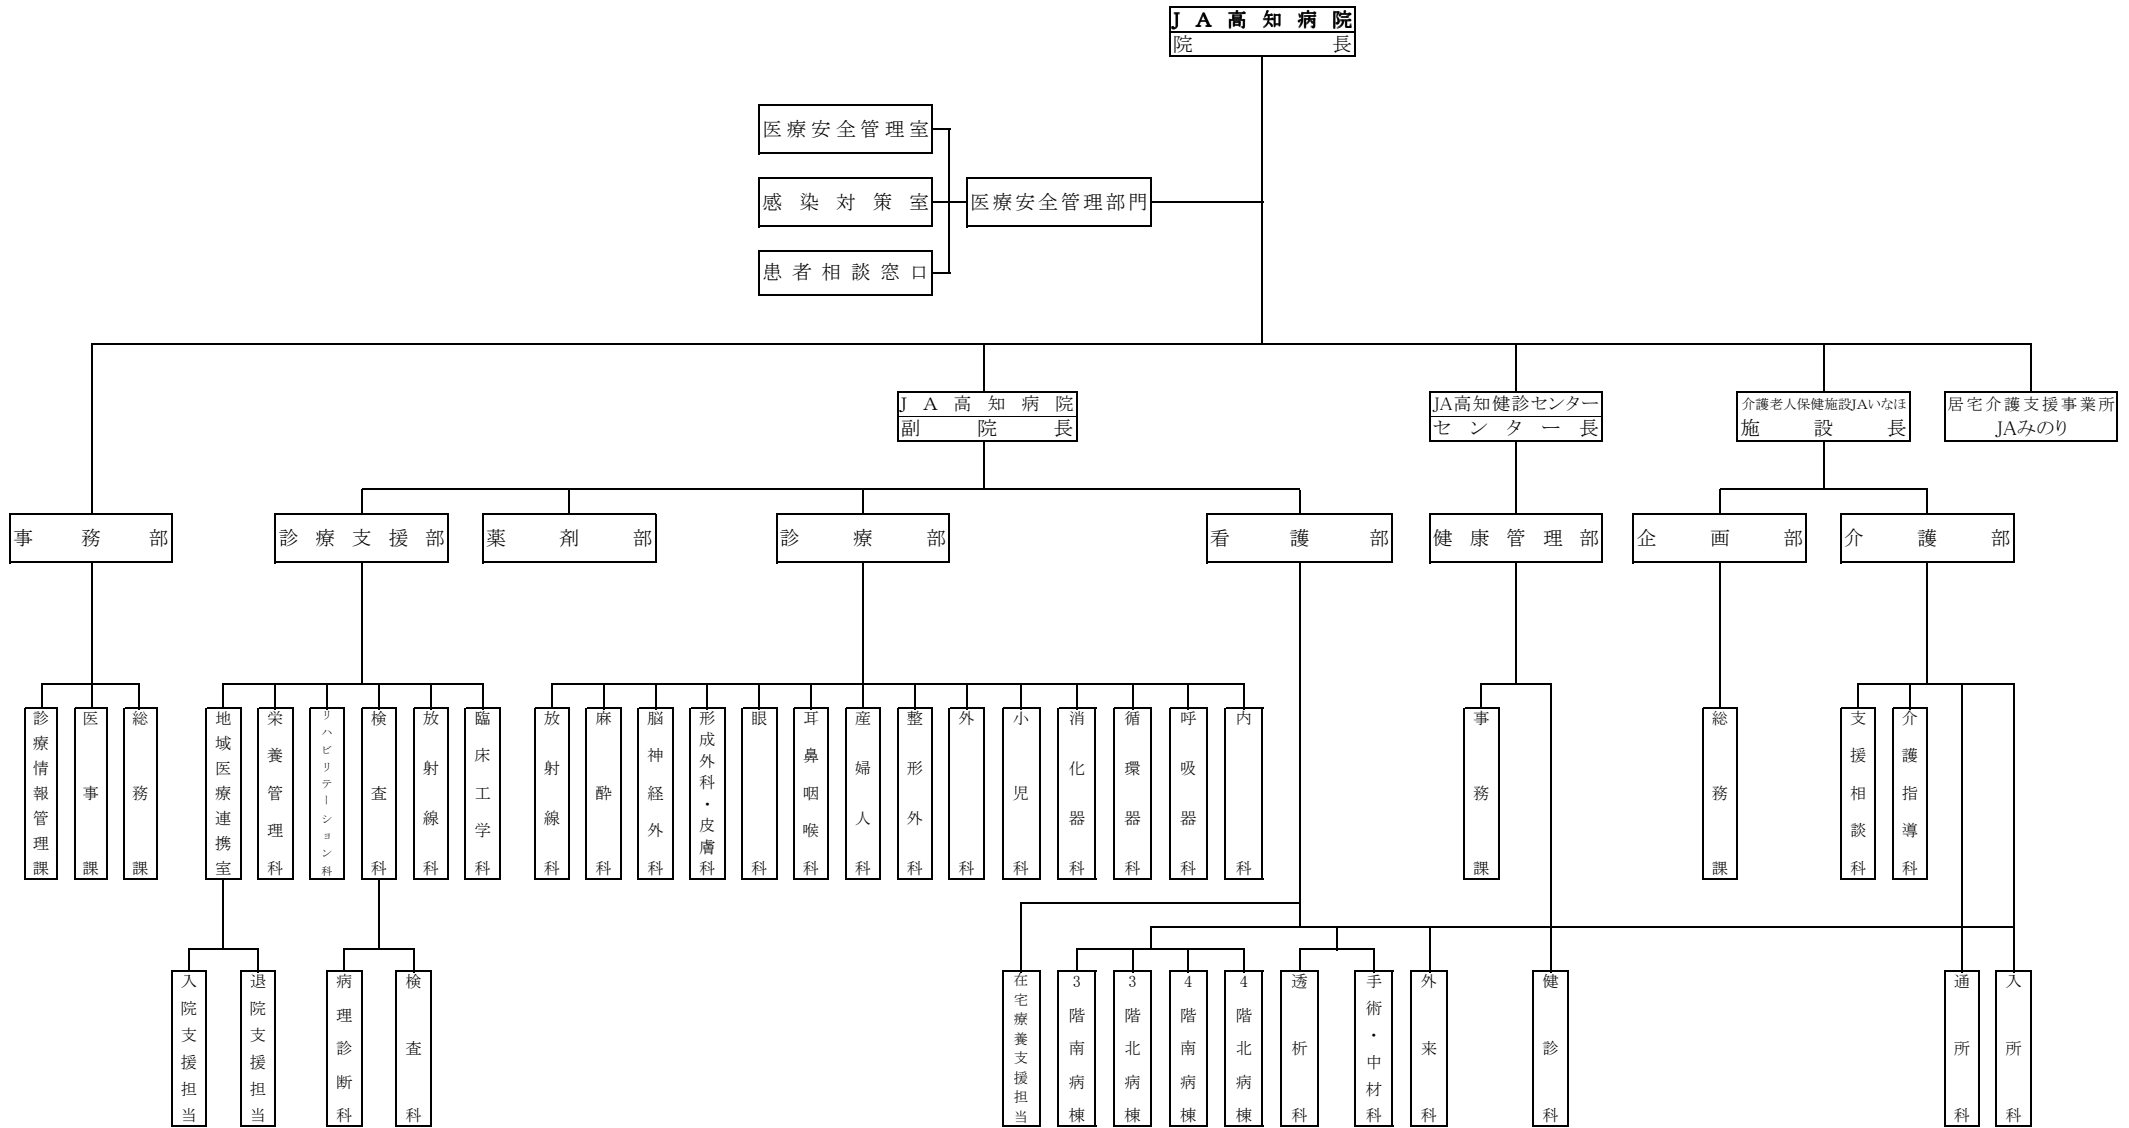 JA高知病院
院長
医療安全管理室
感染対策室
医療安全管理部門
患者相談窓口
JA高知病院
副院長
JA高知健診センター
センター長
介護老人保健施設JAいなほ
施設長
居宅介護支援事業所
JAみのり
事務部
診療支援部
薬剤部
診療部
看護部
健康管理部
企画部
介護部
診療情報管理課
医事課
総務課
地域医療連携室
栄養管理科
リハビリテーション科
検査科
放射線科
臨床工学科
放射線科
麻酔科
脳神経外科
形成外科・皮膚科
眼科
耳鼻咽喉科
産婦人科
整形外科
外科
小児科
消化器科
循環器科
呼吸器科
内科
事務課
総務課
支援相談科
介護指導科
入院支援担当
退院支援担当
病理診断科
検査科
在宅療養支援担当
3階南病棟
3階北病棟
4階南病棟
4階北病棟
透析科
手術・中材科
外来科
健診科
通所科
入所科